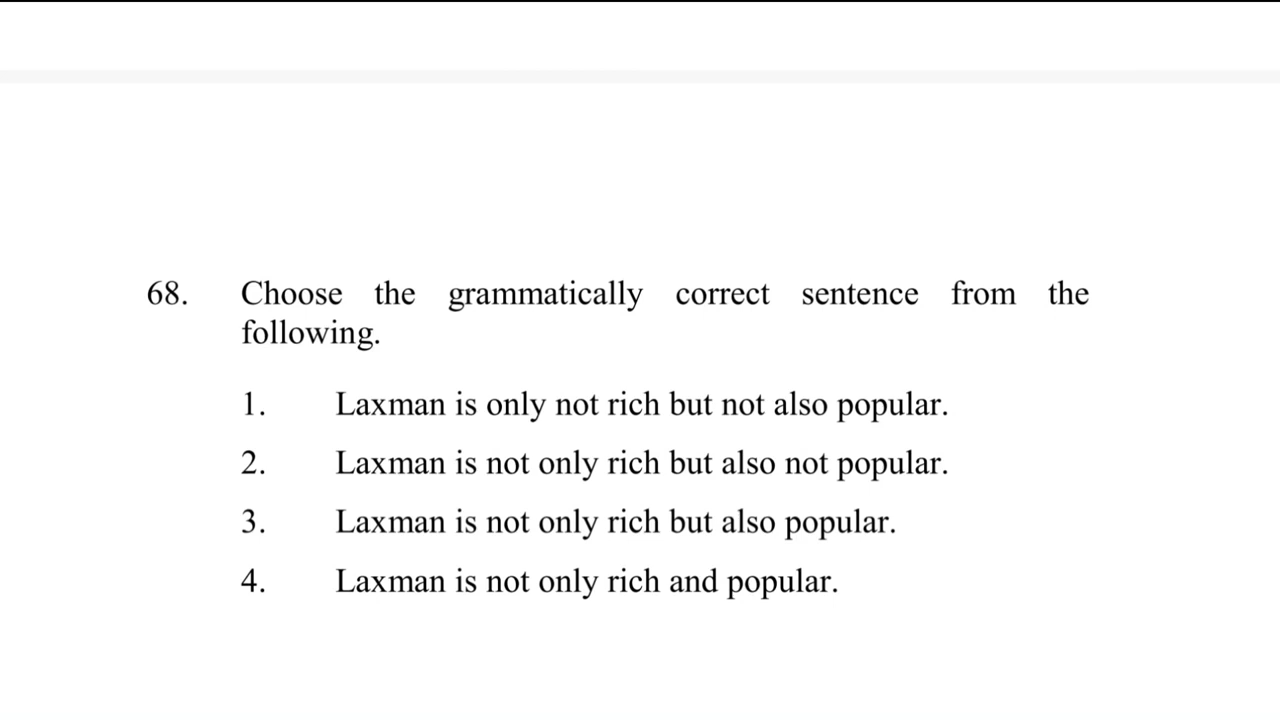 68. Choose the grammatically correct sentence from the
following.
1. Laxman is only not rich but not also popular.
2. Laxman is not only rich but also not popular.
3. Laxman is not only rich but also popular.
4. Laxman is not only rich and popular.